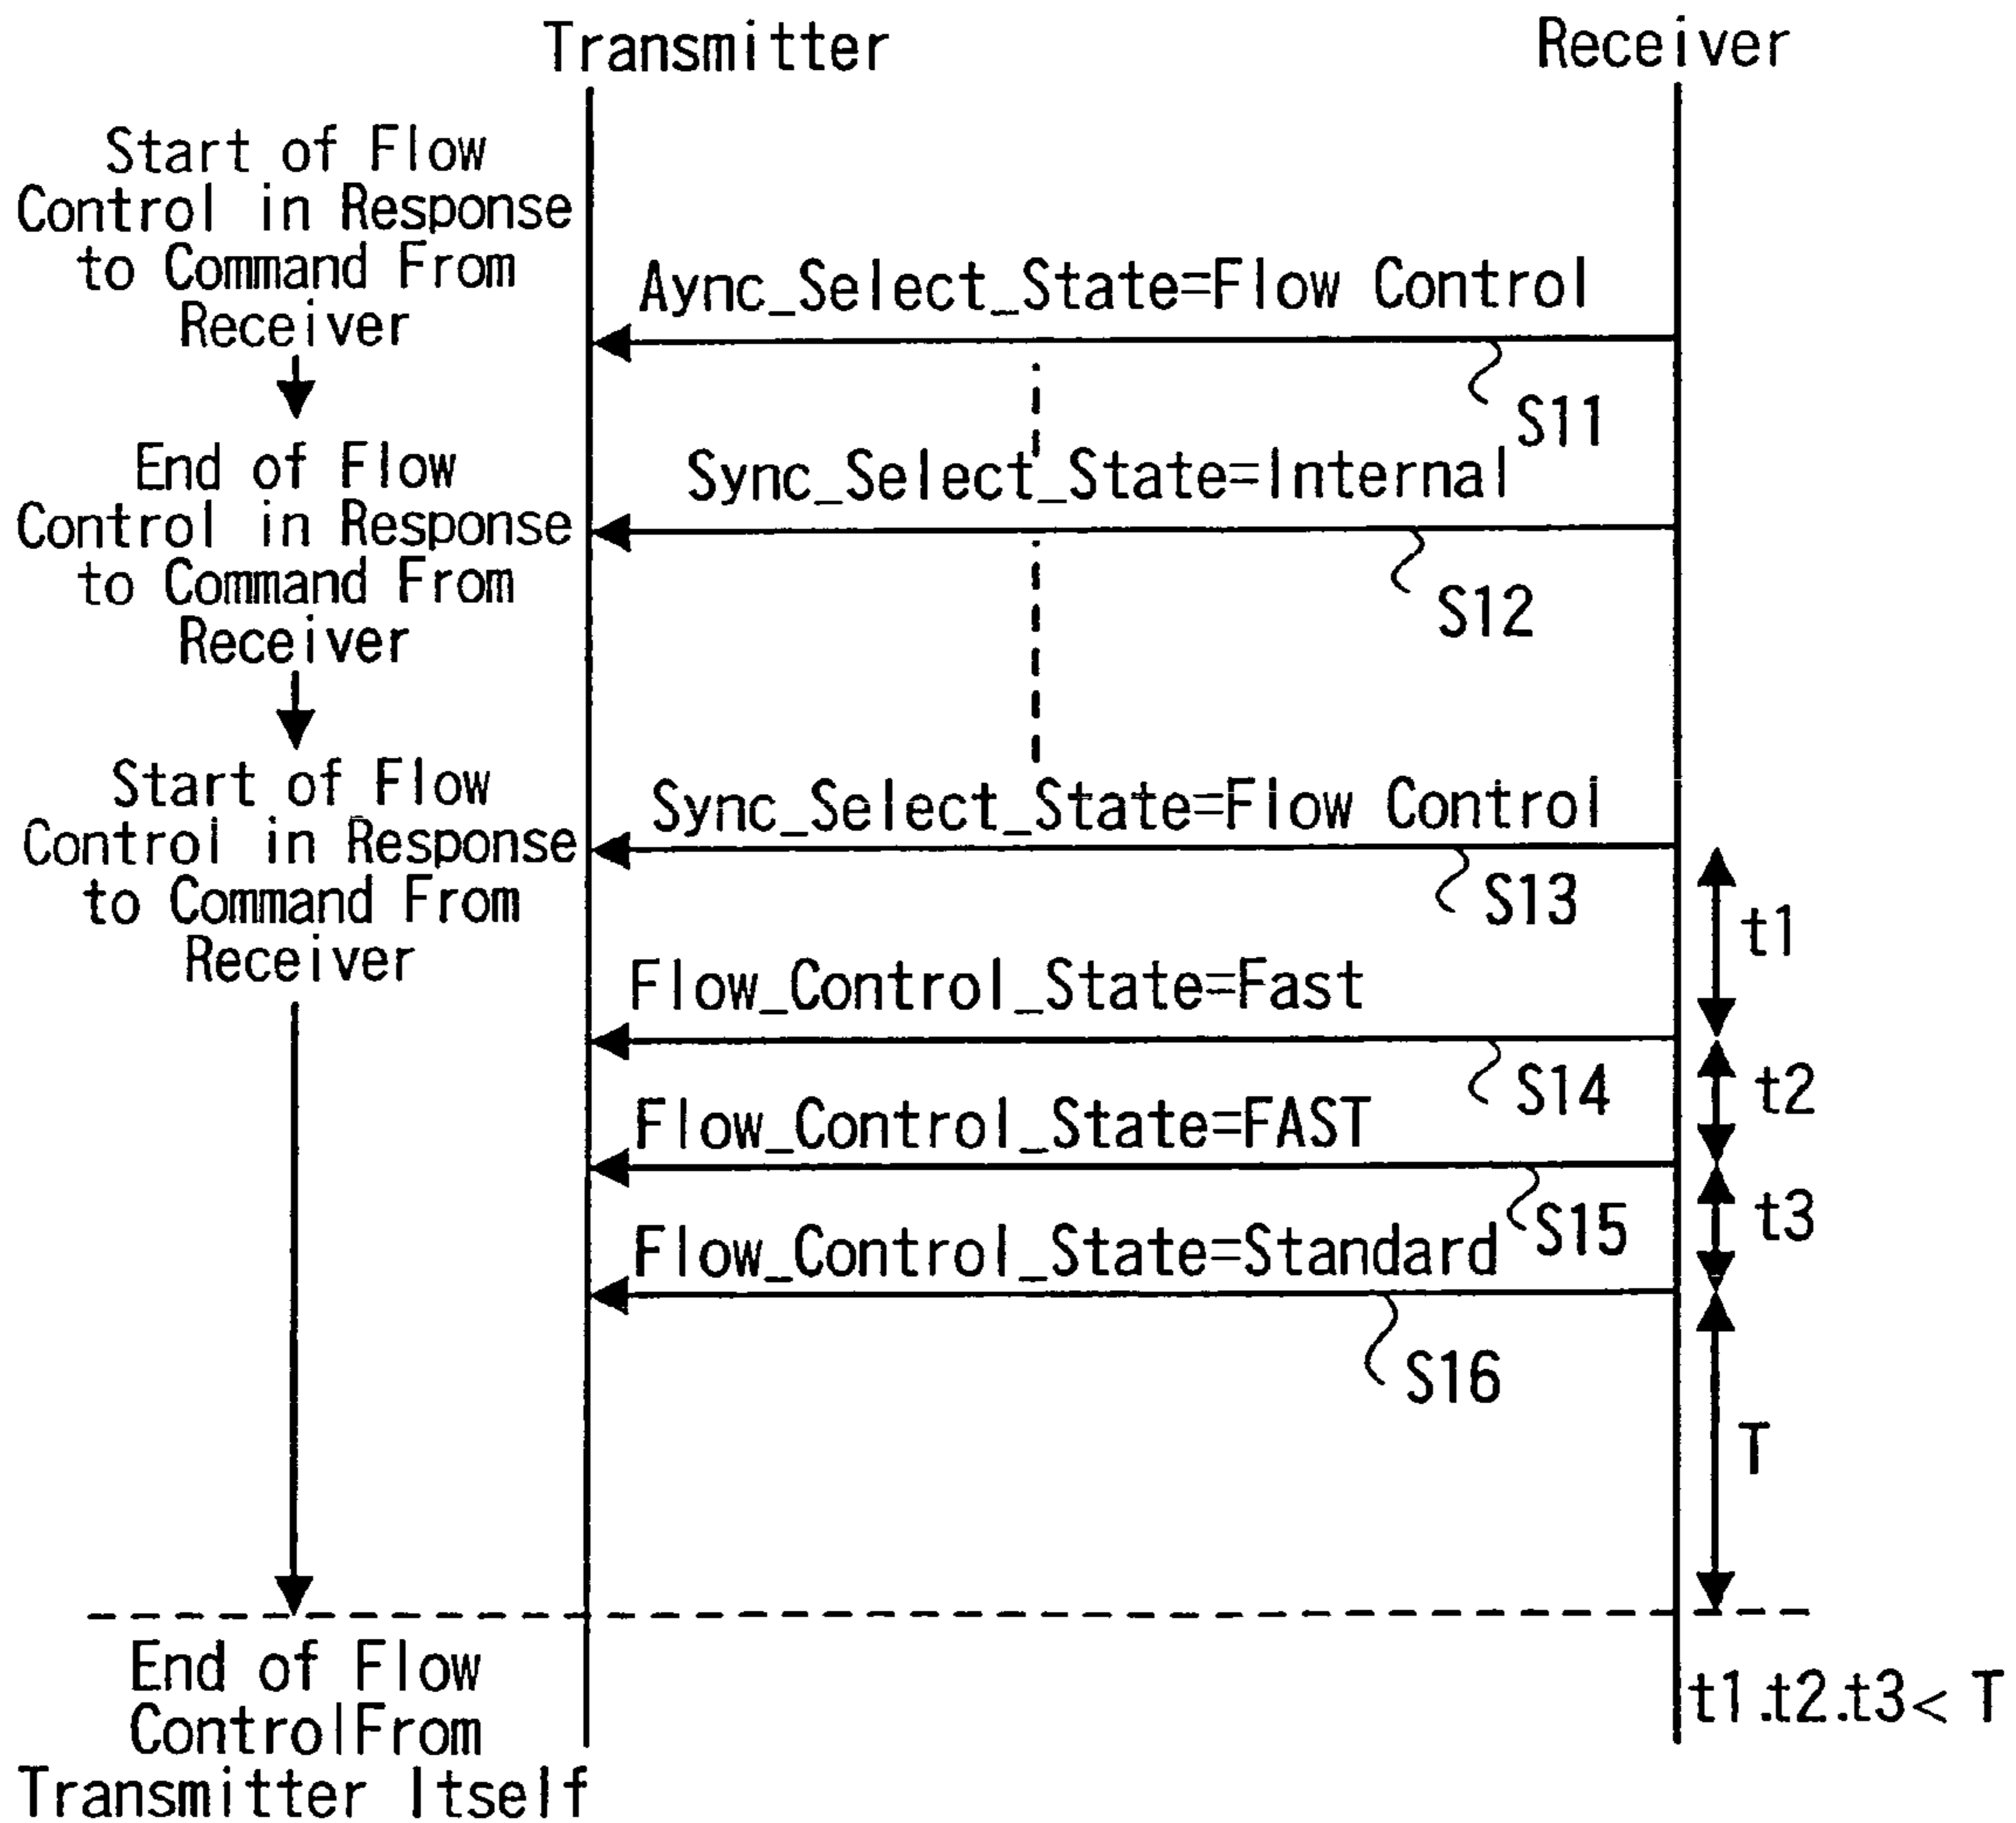 Transmitter
Receiver
Start of Flow
Control in Response
to Command From
Receiver
Aync_Select_State=Flow Control
S11
End of Flow
Control in Response
to Command From
Receiver
Sync_Select_State=Internal
S12
Start of Flow
Control in Response
to Command From
Receiver
Sync_Select_State=Flow Control
S13
t1
Flow_Control_State=Fast
S14
t2
Flow_Control_State=FAST
S15
t3
Flow_Control_State=Standard
S16
T
End of Flow
ControlFrom
Transmitter Itself
t1.t2.t3< T